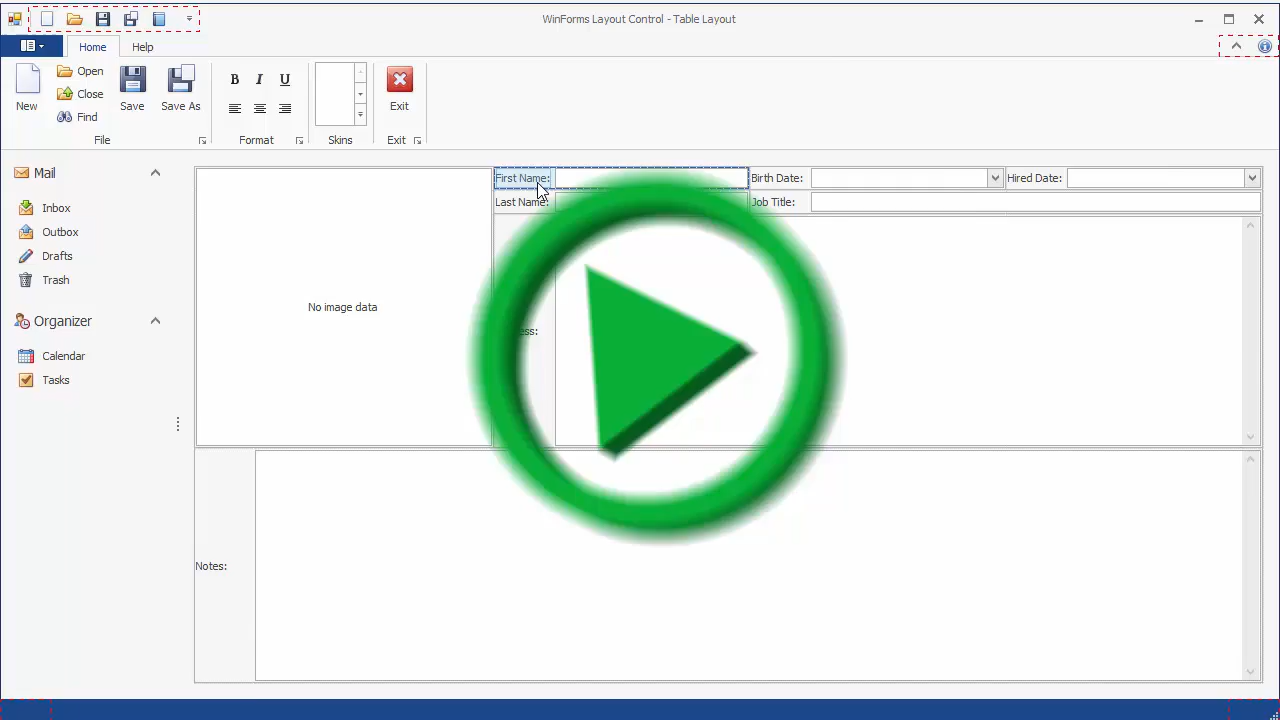 WinForms Layout Control - Table Layout
Home Help
New Open Close Find Save Save As Exit
B I U
File Format Skins Exit
Mail
Inbox
Outbox
Drafts
Trash
Organizer
Calendar
Tasks
First Name: Birth Date: Hired Date:
Last Name: Job Title:
No image data
Notes: